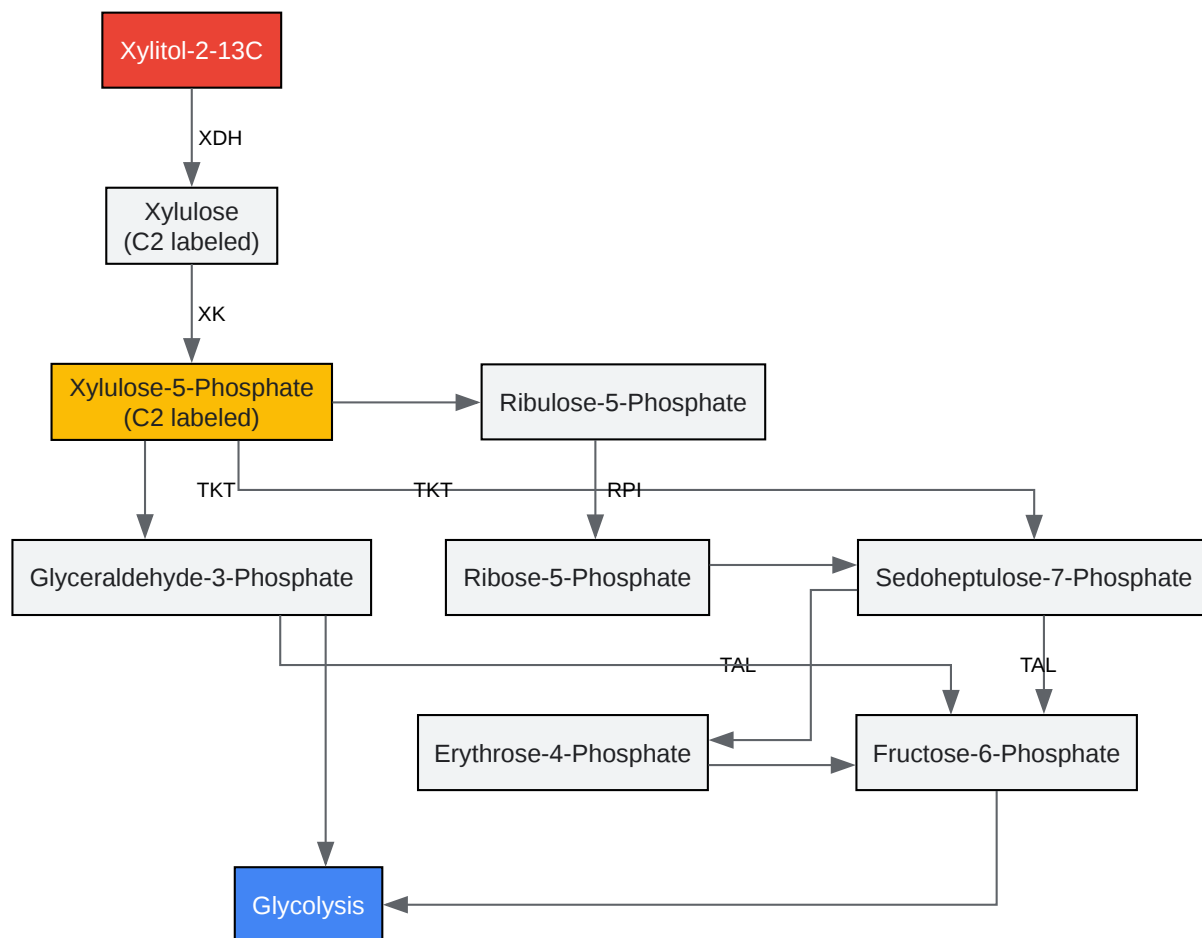 Xylitol-2-13C
XDH
Xylulose
(C2 labeled)
XK
Xylulose-5-Phosphate
(C2 labeled)
Ribulose-5-Phosphate
TKT
TKT
RPI
Glyceraldehyde-3-Phosphate
Ribose-5-Phosphate
Sedoheptulose-7-Phosphate
TAL
TAL
Erythrose-4-Phosphate
Fructose-6-Phosphate
Glycolysis